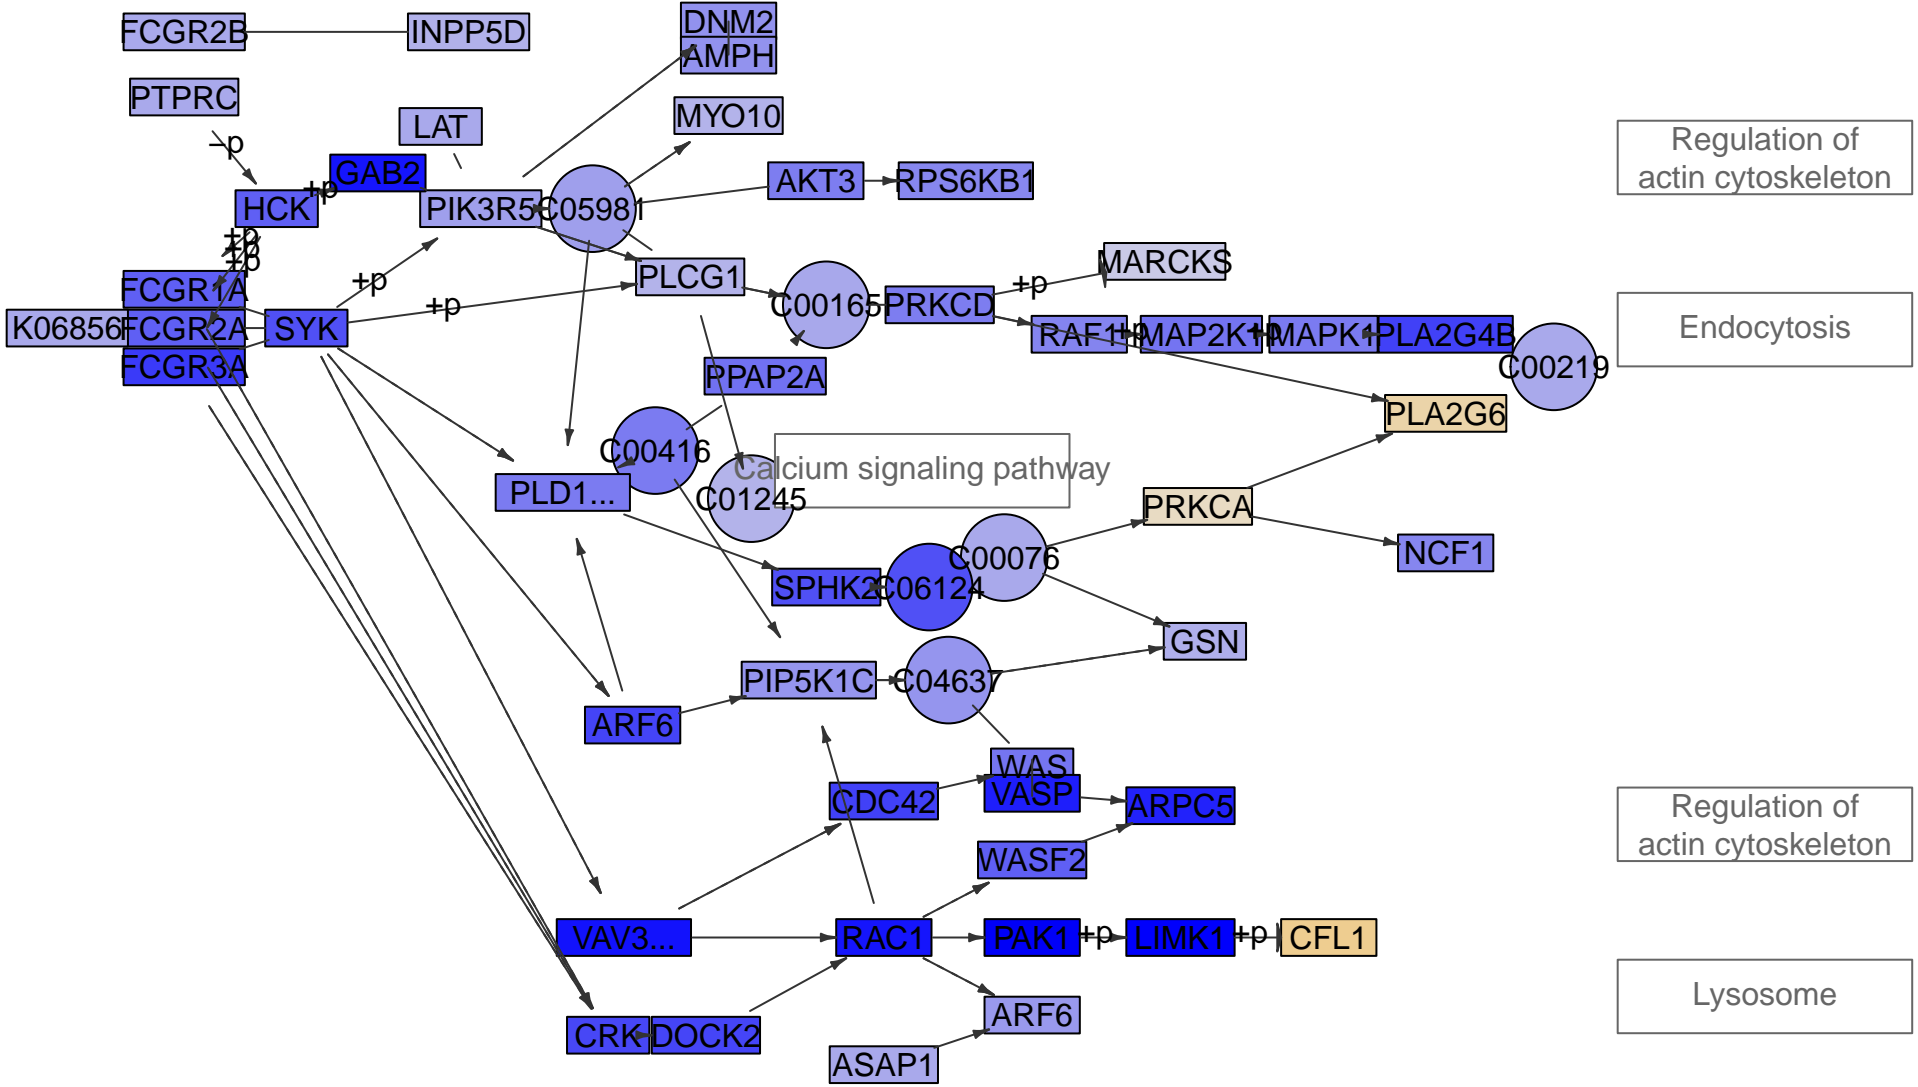 FCGR2B
INPP5D
DNM2
AMPH
PTPRC
LAT
MYO10
Regulation of
actin cytoskeleton
−p
GAB2
+p
HCK
PIK3R5
C05981
AKT3
RPS6KB1
+p
+p
+p
MARCKS
FCGR1A
+p
+p
PLCG1
C00165
PRKCD
+p
K06856
FCGR2A
SYK
RAF1
+p
MAP2K1
+p
MAPK1
PLA2G4B
Endocytosis
FCGR3A
PPAP2A
C00219
PLA2G6
C00416
Calcium signaling pathway
PLD1...
C01245
PRKCA
C00076
NCF1
SPHK2
C06124
GSN
PIP5K1C
C04637
ARF6
WAS
VASP
CDC42
ARPC5
Regulation of
actin cytoskeleton
WASF2
VAV3...
RAC1
PAK1
+p
LIMK1
+p
CFL1
Lysosome
ARF6
CRK
DOCK2
ASAP1